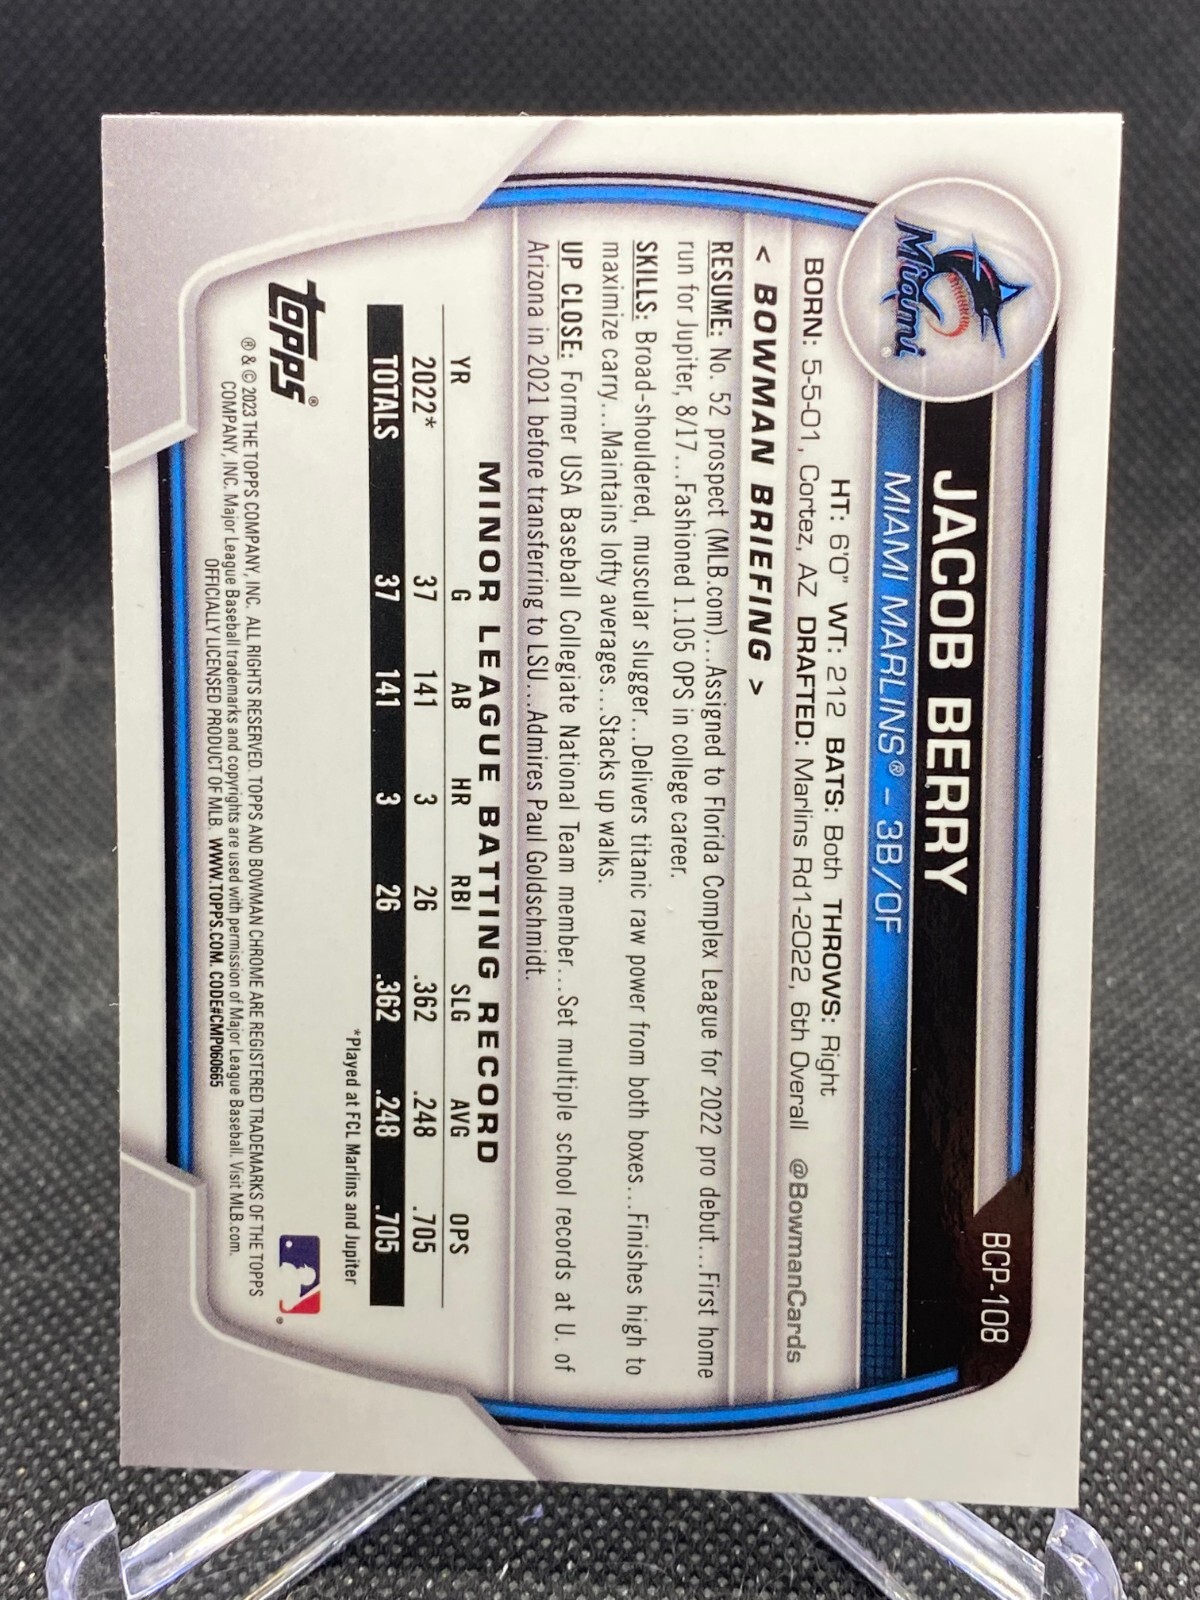 BCP-108
Miami
JACOB BERRY
MIAMI MARLINS® – 3B/OF
HT: 6'0" WT: 212 BATS: Both THROWS: Right
BORN: 5-5-01, Cortez, AZ DRAFTED: Marlins Rd1-2022, 6th Overall @BowmanCards
< BOWMAN BRIEFING >
RESUME: No. 52 prospect (MLB.com)...Assigned to Florida Complex League for 2022 pro debut...First home
run for Jupiter, 8/17...Fashioned 1.105 OPS in college career.
SKILLS: Broad-shouldered, muscular slugger...Delivers titanic raw power from both boxes...Finishes high to
maximize carry...Maintains lofty averages...Stacks up walks.
UP CLOSE: Former USA Baseball Collegiate National Team member...Set multiple school records at U. of
Arizona in 2021 before transferring to LSU...Admires Paul Goldschmidt.
MINOR LEAGUE BATTING RECORD
YR G AB HR RBI SLG AVG OPS
2022* 37 141 3 26 .362 .248 .705
TOTALS 37 141 3 26 .362 .248 .705
*Played at FCL Marlins and Jupiter
topps®
® & © 2023 THE TOPPS COMPANY, INC. ALL RIGHTS RESERVED. TOPPS AND BOWMAN CHROME ARE REGISTERED TRADEMARKS OF THE TOPPS
COMPANY, INC. Major League Baseball trademarks and copyrights are used with permission of Major League Baseball. Visit MLB.com.
OFFICIALLY LICENSED PRODUCT OF MLB. WWW.TOPPS.COM. CODE#CMP060665